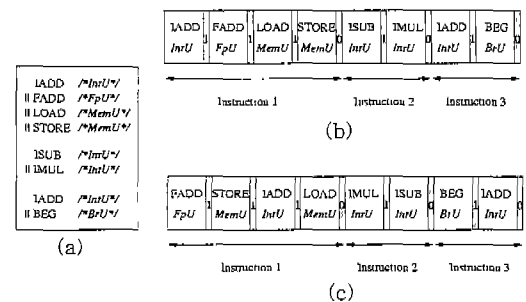 IADD /*IntU*/
|| FADD /*FpU*/
|| LOAD /*MemU*/
|| STORE /*MemU*/
ISUB /*IntU*/
|| IMUL /*IntU*/
IADD /*IntU*/
|| BEG /*BrU*/
(a)
IADD 1 FADD 1 LOAD 1 STORE 0 ISUB 1 IMUL 0 IADD 1 BEG 0
IntU FpU MemU MemU IntU IntU IntU BrU
Instruction 1 Instruction 2 Instruction 3
(b)
FADD 1 STORE 1 IADD 1 LOAD 0 IMUL 1 ISUB 0 BEG 1 IADD 0
FpU MemU IntU MemU IntU IntU BrU IntU
Instruction 1 Instruction 2 Instruction 3
(c)